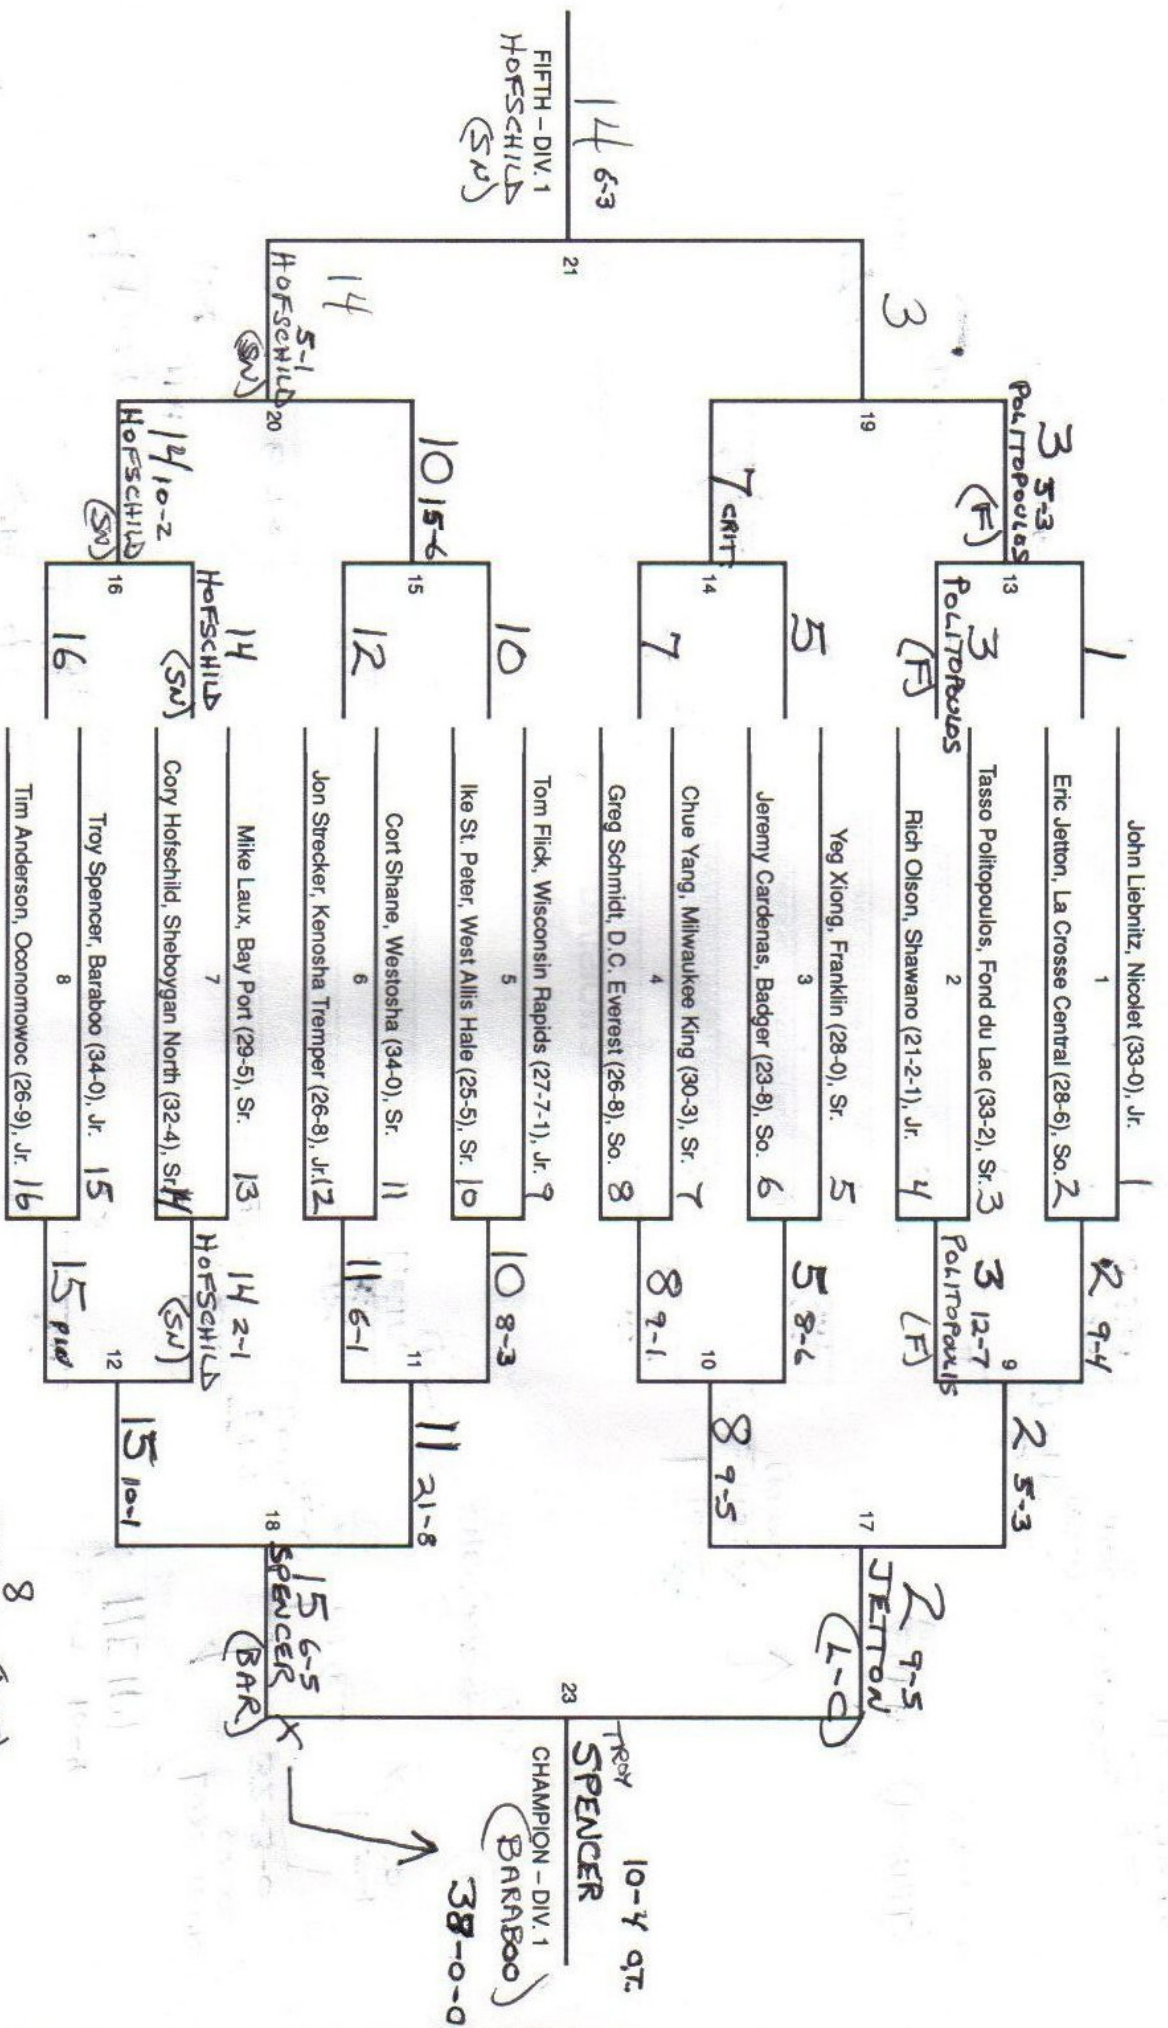 John Liebnitz, Nicolet (33-0), Jr. 1
1
Eric Jetton, La Crosse Central (28-6), So. 2
Tasso Politopoulos, Fond du Lac (33-2), Sr. 3
2
Rich Olson, Shawano (21-2-1), Jr. 4
Yeg Xiong, Franklin (28-0), Sr. 5
3
Jeremy Cardenas, Badger (23-8), So. 6
Chue Yang, Milwaukee King (30-3), Sr. 7
4
Greg Schmidt, D.C. Everest (26-8), So. 8
Tom Flick, Wisconsin Rapids (27-7-1), Jr. 9
5
Ike St. Peter, West Allis Hale (25-5), Sr. 10
Cort Shane, Westosha (34-0), Sr. 11
6
Jon Strecker, Kenosha Tremper (26-8), Jr. 12
Mike Laux, Bay Port (29-5), Sr. 13
7
Cory Hofschild, Sheboygan North (32-4), Sr. 14
Troy Spencer, Baraboo (34-0), Jr. 15
8
Tim Anderson, Oconomowoc (26-9), Jr. 16
2 9-4
9
3 12-7
POLITOPOULIS
(F)
5 8-6
10
8 9-1
10 8-3
11
11 6-1
14 2-1
HOFSCHILD
(SN)
12
15 PIN
2 5-3
17
8 9-5
11 21-8
18
15 10-1
2 9-5
JETTON
(L-C)
23
15 6-5
SPENCER
(BAR)
X
TROY
SPENCER
10-4 O.T.
CHAMPION – DIV. 1
(BARABOO)
38-0-0
8
1
13
3
POLITOPOULOS
(F)
5
14
7
10
15
12
14
HOFSCHILD
(SN)
16
16
3 5-3
POLITOPOULOS
(F)
19
7 CRIT.
10 15-6
20
14 10-2
HOFSCHILD
(SN)
3
21
14
5-1
HOFSCHILD
(SN)
14 6-3
FIFTH – DIV. 1
HOFSCHILD
(SN)